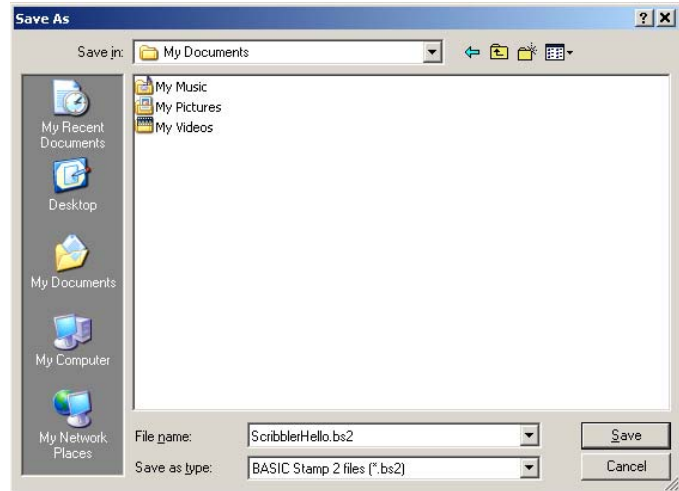 Save As
Save in: My Documents
My Recent
Documents
Desktop
My Documents
My Computer
My Network
Places
My Music
My Pictures
My Videos
File name: ScribblerHello.bs2 Save
Save as type: BASIC Stamp 2 files (*.bs2) Cancel